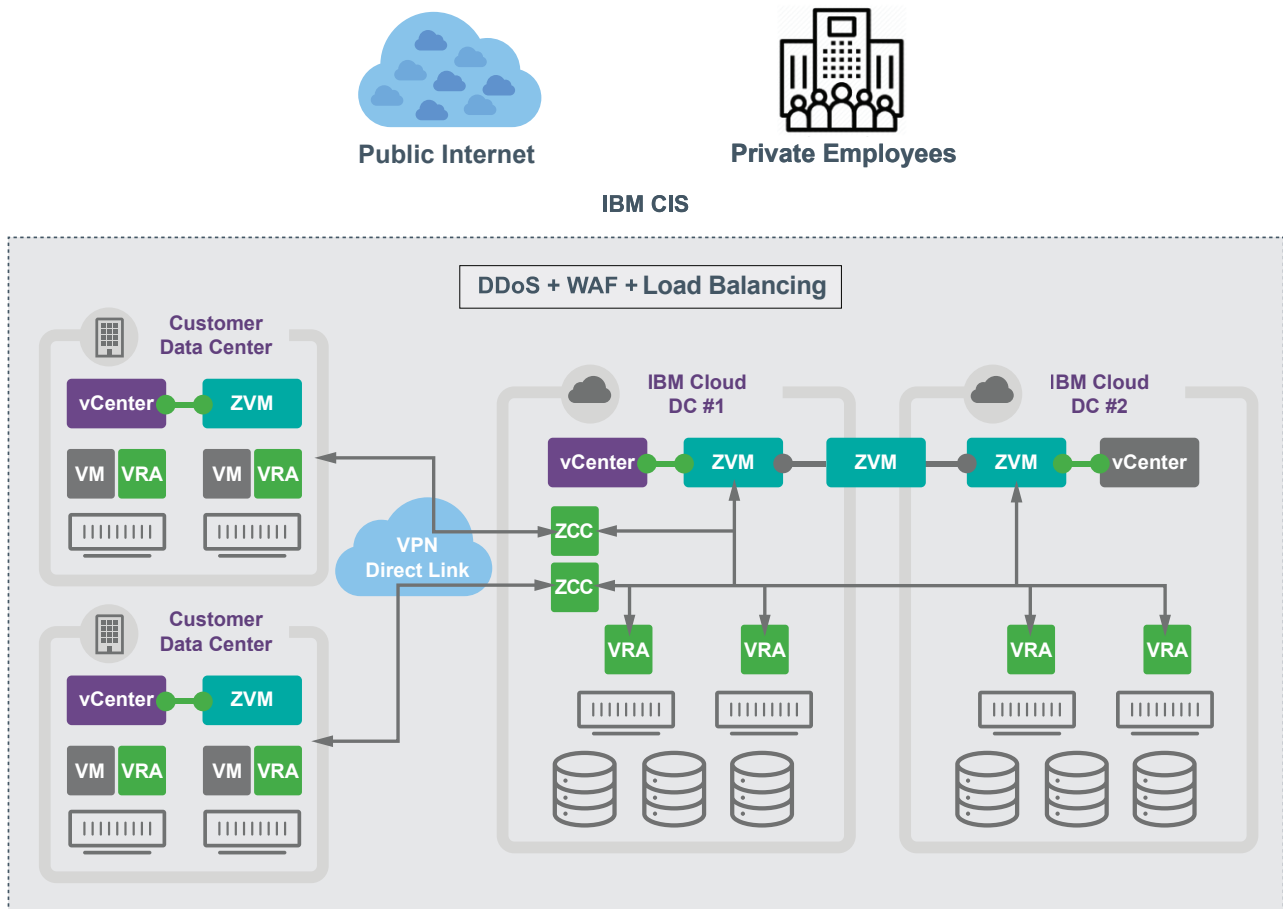 Public Internet
Private Employees
IBM CIS
DDoS + WAF + Load Balancing
Customer
Data Center
vCenter
ZVM
VM
VRA
VM
VRA
Customer
Data Center
vCenter
ZVM
VM
VRA
VM
VRA
VPN
Direct Link
IBM Cloud
DC #1
vCenter
ZVM
ZVM
ZCC
ZCC
VRA
VRA
IBM Cloud
DC #2
ZVM
vCenter
VRA
VRA